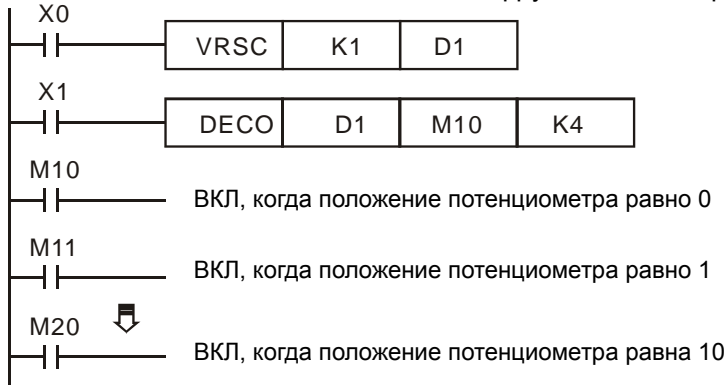 X0
VRSC K1 D1
X1
DECO D1 M10 K4
M10
ВКЛ, когда положение потенциометра равно 0
M11
ВКЛ, когда положение потенциометра равно 1
M20
ВКЛ, когда положение потенциометра равна 10